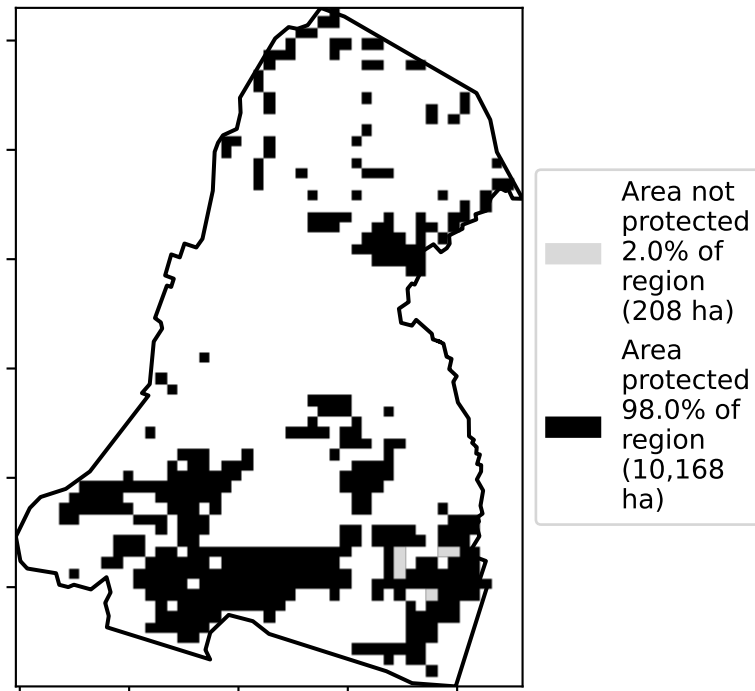 Area not
protected
2.0% of
region
(208 ha)
Area
protected
98.0% of
region
(10,168
ha)